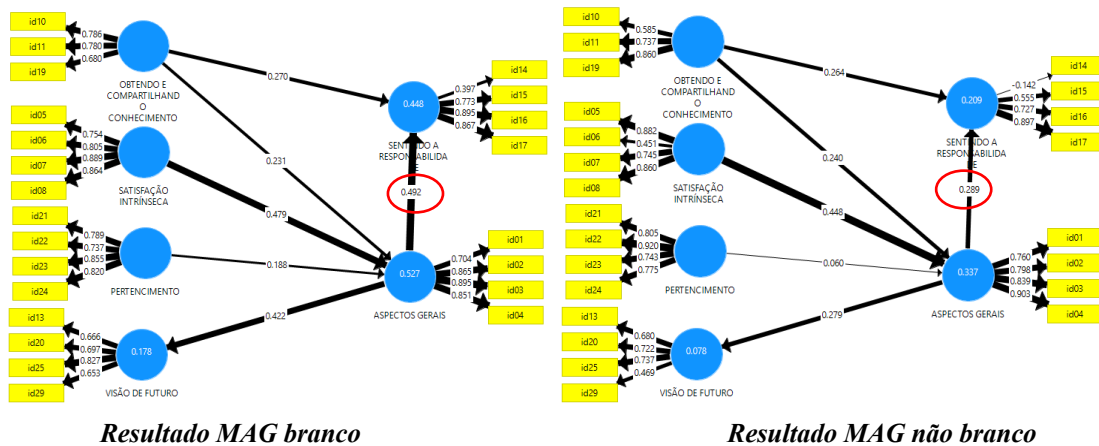 id10
id11
id19
0.786
0.780
0.680
OBTENDO E
COMPARTILHAND
O
CONHECIMENTO
0.270
0.231
id05
id06
id07
id08
0.754
0.805
0.889
0.864
SATISFAÇÃO
INTRÍNSECA
0.479
id21
id22
id23
id24
0.789
0.737
0.855
0.820
PERTENCIMENTO
0.188
id13
id20
id25
id29
0.666
0.697
0.827
0.653
0.178
VISÃO DE FUTURO
0.422
0.448
SENTINDO A
RESPONSABILIDA
DE
0.397
0.773
0.895
0.867
id14
id15
id16
id17
0.492
0.527
ASPECTOS GERAIS
0.704
0.865
0.895
0.851
id01
id02
id03
id04
Resultado MAG branco
id10
id11
id19
0.585
0.737
0.860
OBTENDO E
COMPARTILHAND
O
CONHECIMENTO
0.264
0.240
id05
id06
id07
id08
0.882
0.451
0.745
0.860
SATISFAÇÃO
INTRÍNSECA
0.448
id21
id22
id23
id24
0.805
0.920
0.743
0.775
PERTENCIMENTO
0.060
id13
id20
id25
id29
0.680
0.722
0.737
0.469
0.078
VISÃO DE FUTURO
0.279
0.209
SENTINDO A
RESPONSABILIDA
DE
-0.142
0.555
0.727
0.897
id14
id15
id16
id17
0.289
0.337
ASPECTOS GERAIS
0.760
0.798
0.839
0.903
id01
id02
id03
id04
Resultado MAG não branco